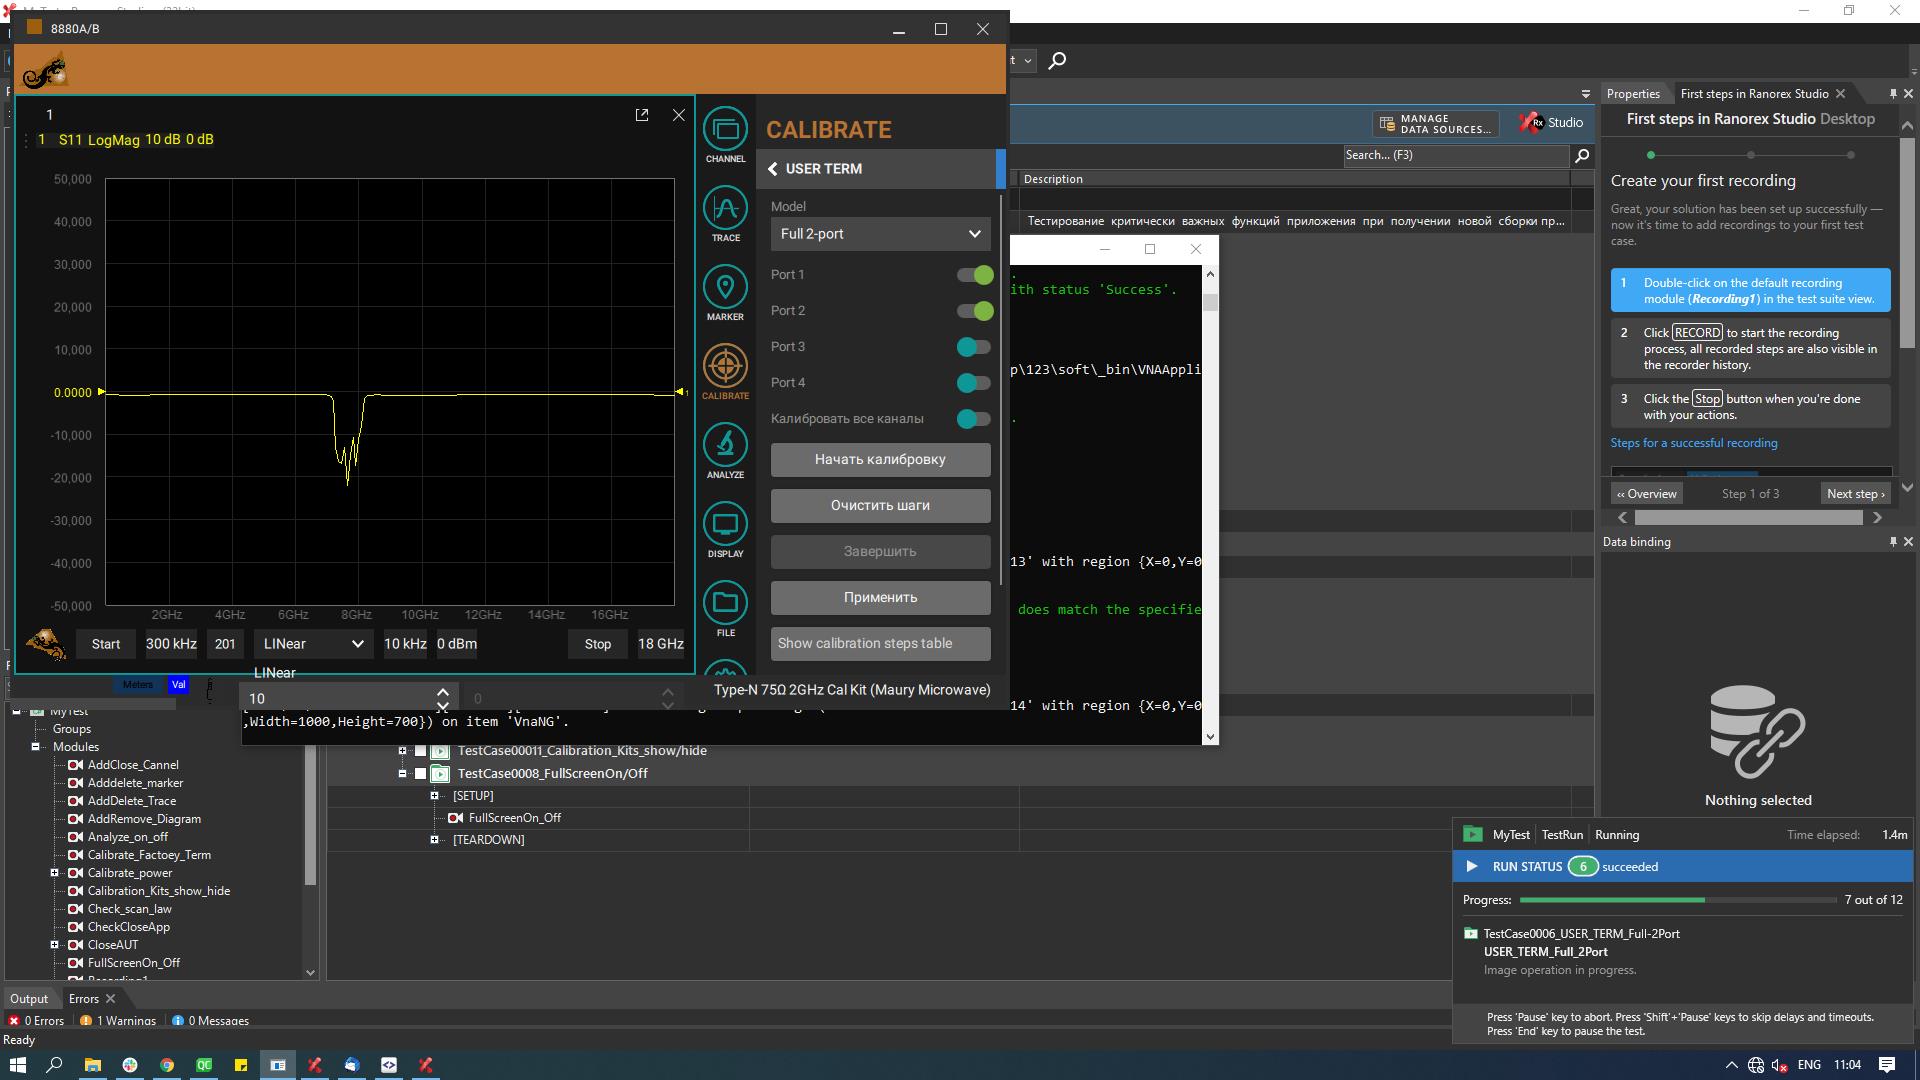 8880A/B
1
1 S11 LogMag 10 dB 0 dB
50,000
40,000
30,000
20,000
10,000
0.0000
-10,000
-20,000
-30,000
-40,000
-50,000
2GHz 4GHz 6GHz 8GHz 10GHz 12GHz 14GHz 16GHz
1
Start 300 kHz 201 LINear 10 kHz 0 dBm Stop 18 GHz
LINear
Meters Val
10 0
CHANNEL
TRACE
MARKER
CALIBRATE
ANALYZE
DISPLAY
FILE
CALIBRATE
USER TERM
Model
Full 2-port
Port 1
Port 2
Port 3
Port 4
Калибровать все каналы
Начать калибровку
Очистить шаги
Завершить
Применить
Show calibration steps table
Type-N 75Ω 2GHz Cal Kit (Maury Microwave)
MANAGE
DATA SOURCES...
Rx Studio
Search... (F3)
Description
Тестирование критически важных функций приложения при получении новой сборки пр...
ith status 'Success'.
p\123\soft\_bin\VNAAppli
13' with region {X=0,Y=0
does match the specifie
14' with region {X=0,Y=0
,Width=1000,Height=700}) on item 'VnaNG'.
TestCase00011_Calibration_Kits_show/hide
TestCase0008_FullScreenOn/Off
[SETUP]
FullScreenOn_Off
[TEARDOWN]
MyTest
Groups
Modules
AddClose_Cannel
Adddelete_marker
AddDelete_Trace
AddRemove_Diagram
Analyze_on_off
Calibrate_Factoey_Term
Calibrate_power
Calibration_Kits_show_hide
Check_scan_law
CheckCloseApp
CloseAUT
FullScreenOn_Off
Recording1
Output Errors
0 Errors 1 Warnings 0 Messages
Ready
Properties First steps in Ranorex Studio
First steps in Ranorex Studio Desktop
Create your first recording
Great, your solution has been set up successfully —
now it's time to add recordings to your first test
case.
1 Double-click on the default recording
module (Recording1) in the test suite view.
2 Click RECORD to start the recording
process, all recorded steps are also visible in
the recorder history.
3 Click the Stop button when you're done
with your actions.
Steps for a successful recording
‹‹ Overview Step 1 of 3 Next step ›
Data binding
Nothing selected
MyTest TestRun Running Time elapsed: 1.4m
RUN STATUS 6 succeeded
Progress: 7 out of 12
TestCase0006_USER_TERM_Full-2Port
USER_TERM_Full_2Port
Image operation in progress.
Press 'Pause' key to abort. Press 'Shift'+'Pause' keys to skip delays and timeouts.
Press 'End' key to pause the test.
QC
ENG 11:04